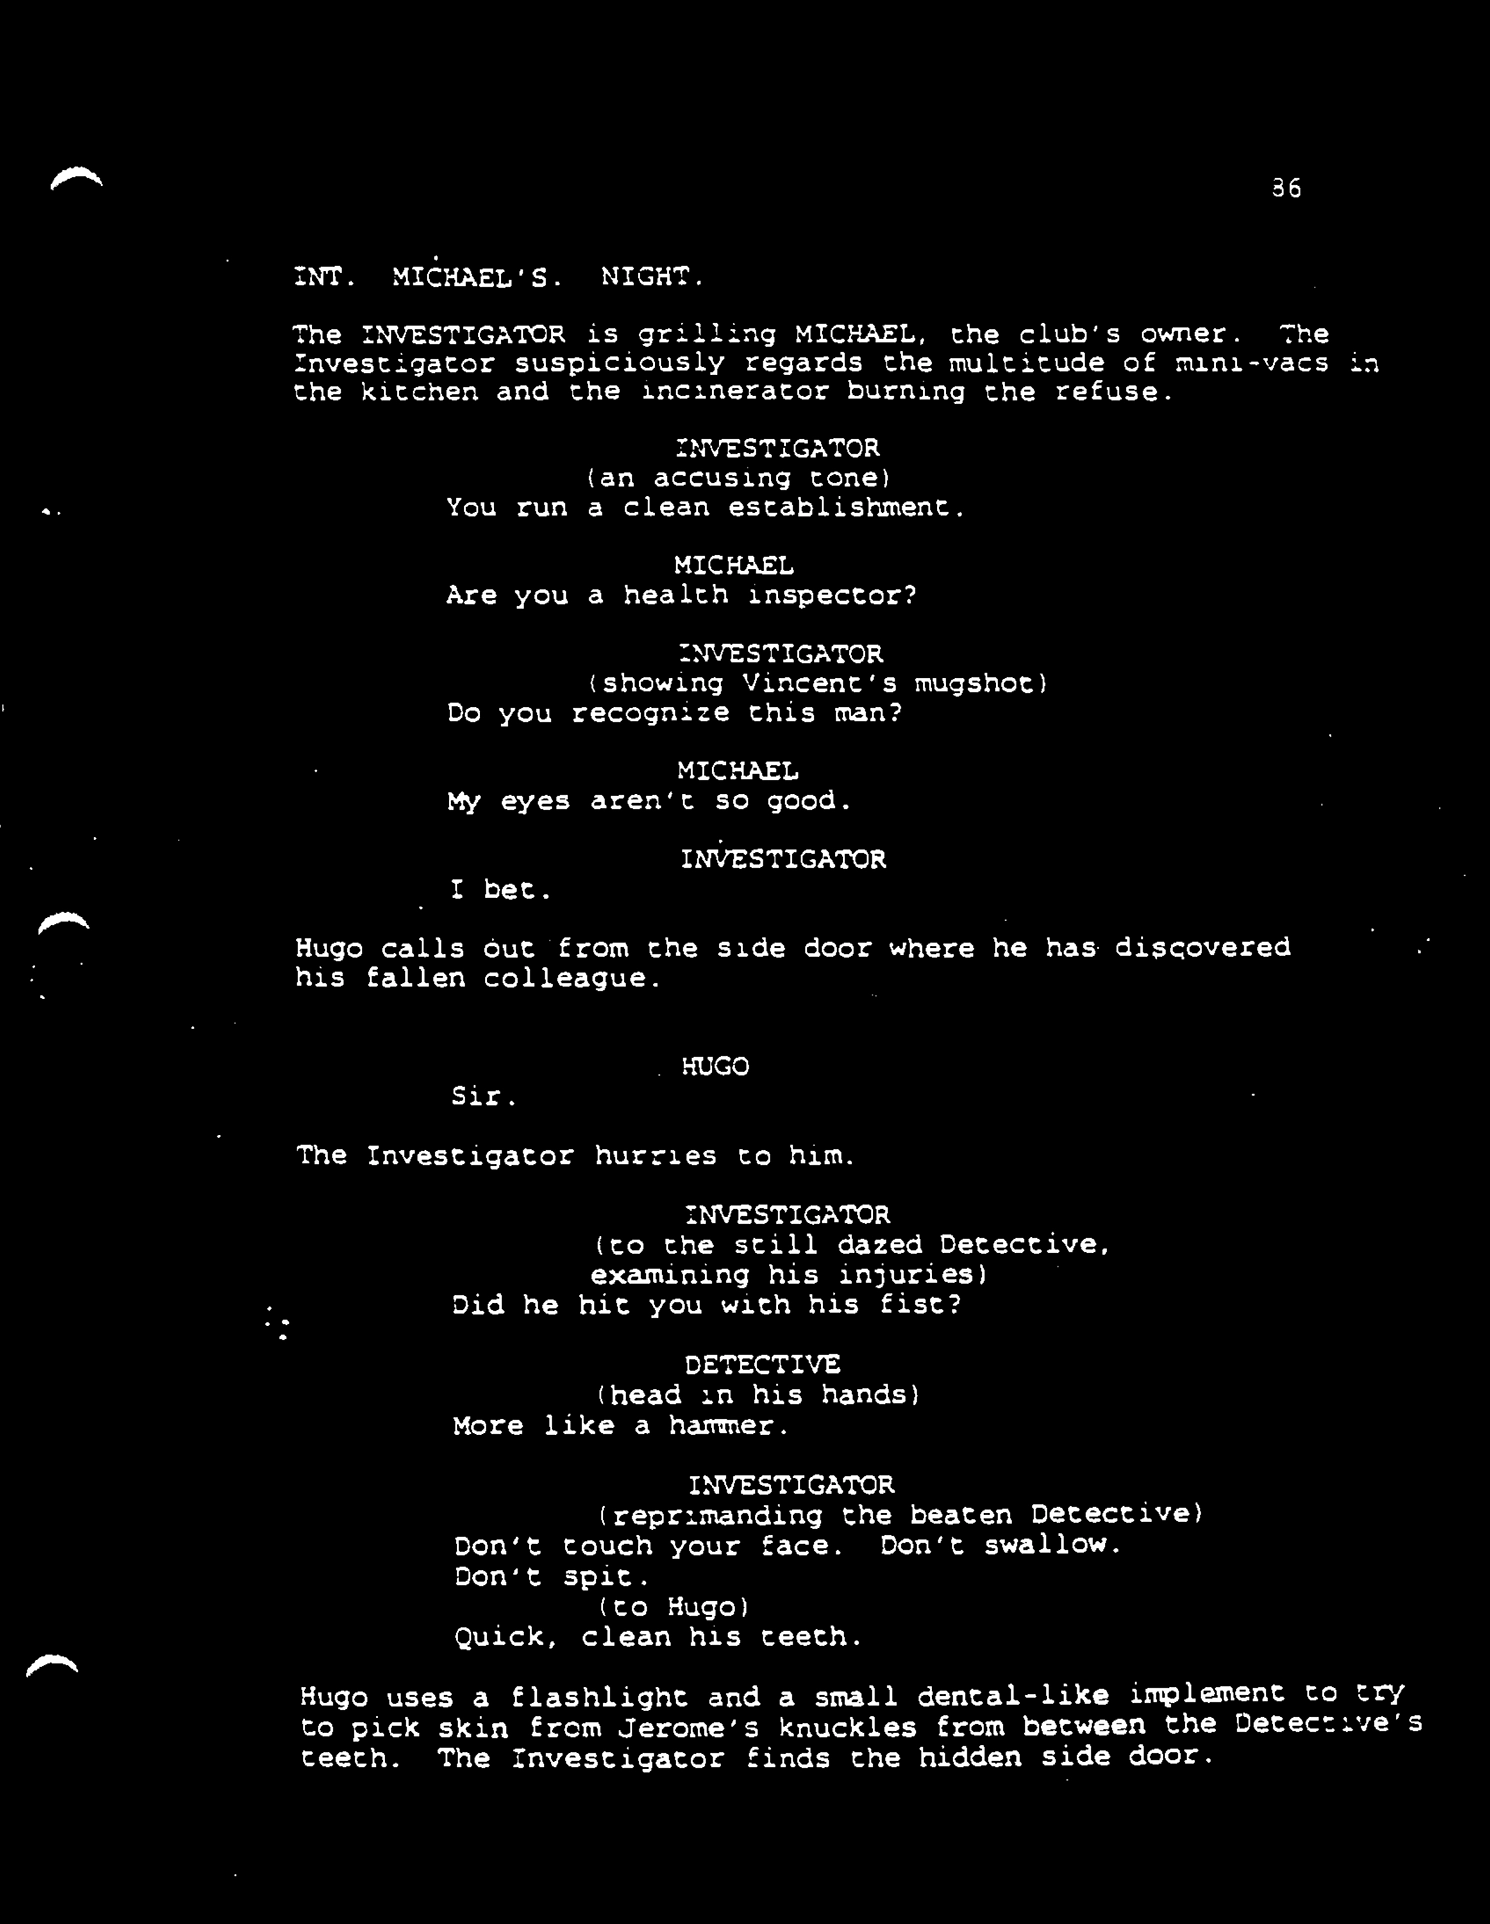 86
INT. MICHAEL'S. NIGHT.
The INVESTIGATOR is grilling MICHAEL, the club's owner. The
Investigator suspiciously regards the multitude of mini-vacs in
the kitchen and the incinerator burning the refuse.
INVESTIGATOR
(an accusing tone)
You run a clean establishment.
MICHAEL
Are you a health inspector?
INVESTIGATOR
(showing Vincent's mugshot)
Do you recognize this man?
MICHAEL
My eyes aren't so good.
INVESTIGATOR
I bet.
Hugo calls out from the side door where he has discovered
his fallen colleague.
HUGO
Sir.
The Investigator hurries to him.
INVESTIGATOR
(to the still dazed Detective,
examining his injuries)
Did he hit you with his fist?
DETECTIVE
(head in his hands)
More like a hammer.
INVESTIGATOR
(reprimanding the beaten Detective)
Don't touch your face. Don't swallow.
Don't spit.
(to Hugo)
Quick, clean his teeth.
Hugo uses a flashlight and a small dental-like implement to try
to pick skin from Jerome's knuckles from between the Detective's
teeth. The Investigator finds the hidden side door.